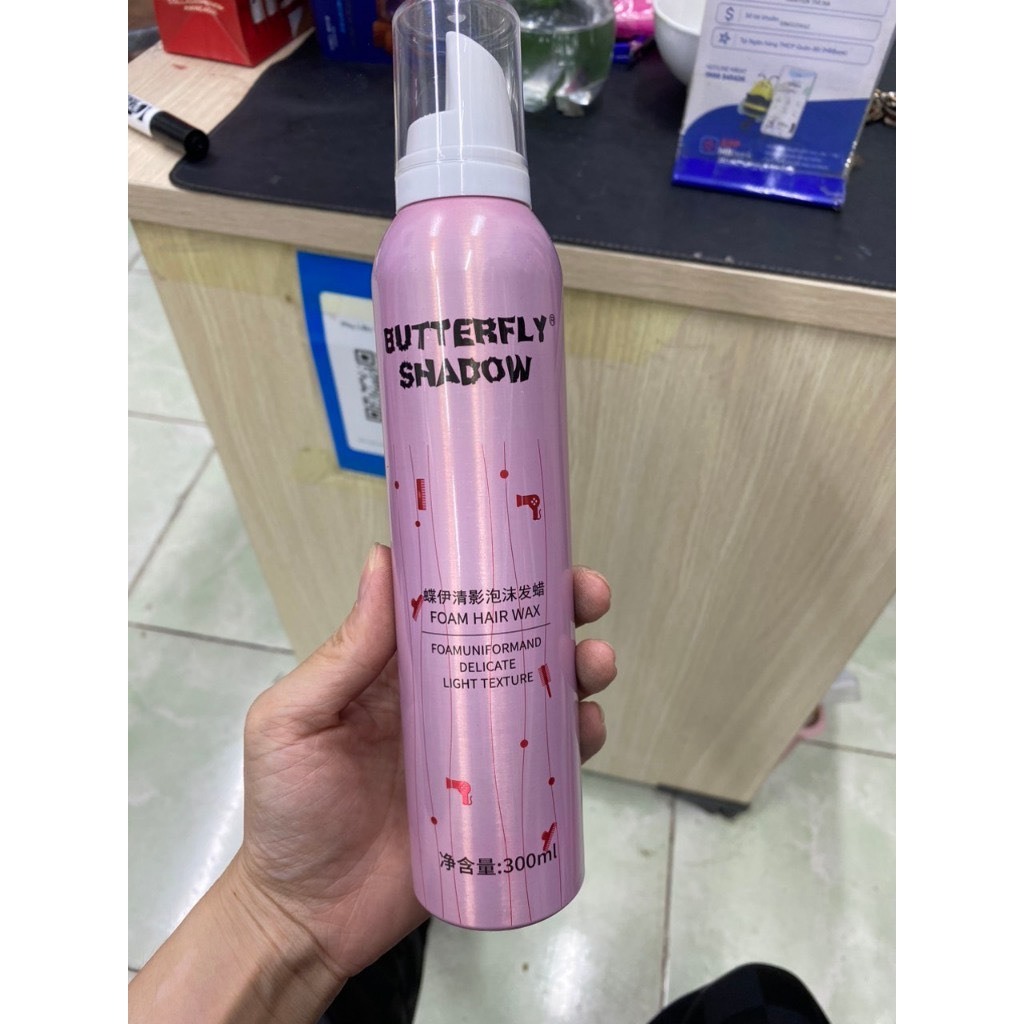 BUTTERFLY®
SHADOW
蝶伊清影泡沫发蜡
FOAM HAIR WAX
FOAMUNIFORMAND
DELICATE
LIGHT TEXTURE
净含量:300ml